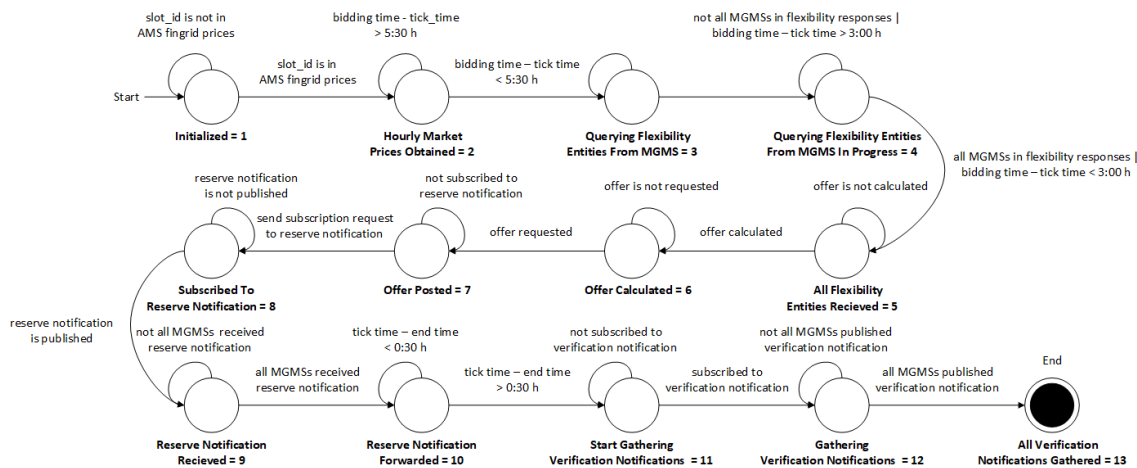 slot_id is not in
AMS fingrid prices
bidding time - tick_time
> 5:30 h
not all MGMSs in flexibility responses |
bidding time – tick time > 3:00 h
slot_id is in
AMS fingrid prices
bidding time – tick time
< 5:30 h
Start
Initialized = 1
Hourly Market
Prices Obtained = 2
Querying Flexibility
Entities From MGMS = 3
Querying Flexibility Entities
From MGMS In Progress = 4
all MGMSs in flexibility responses |
bidding time – tick time < 3:00 h
reserve notification
is not published
not subscribed to
reserve notification
offer is not requested
offer is not calculated
send subscription request
to reserve notification
offer requested
offer calculated
Subscribed To
Reserve Notification = 8
Offer Posted = 7
Offer Calculated = 6
All Flexibility
Entities Recieved = 5
reserve notification
is published
not all MGMSs received
reserve notification
tick time – end time
< 0:30 h
not subscribed to
verification notification
not all MGMSs published
verification notification
End
all MGMSs received
reserve notification
tick time – end time
> 0:30 h
subscribed to
verification notification
all MGMSs published
verification notification
Reserve Notification
Recieved = 9
Reserve Notification
Forwarded = 10
Start Gathering
Verification Notifications = 11
Gathering
Verification Notifications = 12
All Verification
Notifications Gathered = 13